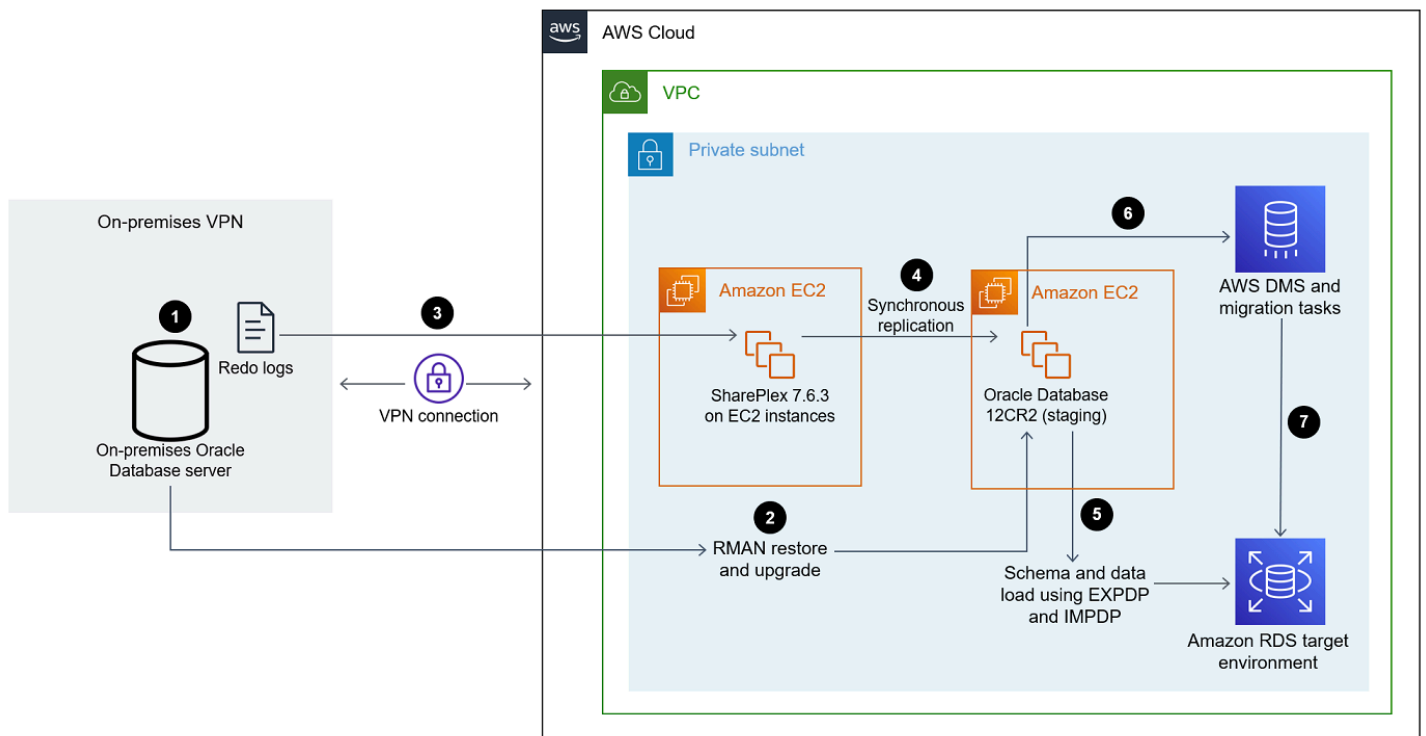 aws
AWS Cloud
VPC
Private subnet
On-premises VPN
1
Redo logs
On-premises Oracle
Database server
3
VPN connection
Amazon EC2
SharePlex 7.6.3
on EC2 instances
4
Synchronous
replication
Amazon EC2
Oracle Database
12CR2 (staging)
6
AWS DMS and
migration tasks
7
2
RMAN restore
and upgrade
5
Schema and data
load using EXPDP
and IMPDP
Amazon RDS target
environment